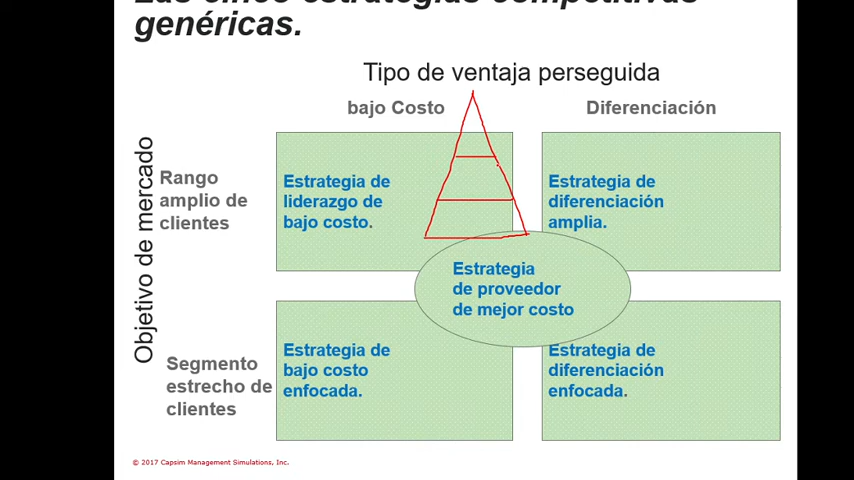 Las cinco estrategias competitivas
genéricas.
Tipo de ventaja perseguida
bajo Costo
Diferenciación
Objetivo de mercado
Rango
amplio de
clientes
Estrategia de
liderazgo de
bajo costo.
Estrategia de
diferenciación
amplia.
Estrategia
de proveedor
de mejor costo
Segmento
estrecho de
clientes
Estrategia de
bajo costo
enfocada.
Estrategia de
diferenciación
enfocada.
© 2017 Capsim Management Simulations, Inc.